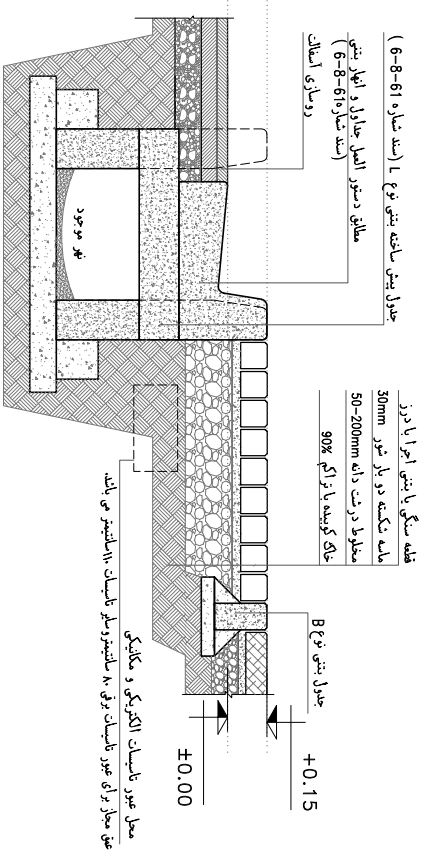 جدول پیش ساخته بتنی نوع L (سند شماره 61-8-6 )
مطابق دستور العمل جداول و انهار بتنی
(سند شماره 61-8-6 )
روسازی آسفالت
نهر موجود
قطعه سنگی یا بتنی اجرا با درز
ماسه شکسته دو بار شور 30mm
مخلوط درشت دانه 50-200mm
خاک کوبیده با تراکم 90%
جدول بتنی نوع B
+0.15
±0.00
محل عبور تاسیسات الکتریکی و مکانیکی
عمق مجاز برای عبور تاسیسات برقی ۸۰ سانتیمتر و سایر تاسیسات ۱۱۰سانتیمتر می باشد.